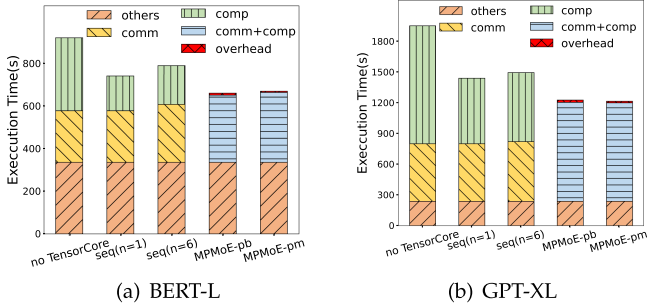 Execcution Time(s)
800
600
400
200
0
others
comm
comp
comm+comp
overhead
no TensorCore
seq(n=1)
seq(n=6)
MPMoE-pb
MPMoE-pm
(a) BERT-L
Execcution Time(s)
1800
1500
1200
900
600
300
0
others
comm
comp
comm+comp
overhead
no TensorCore
seq(n=1)
seq(n=6)
MPMoE-pb
MPMoE-pm
(b) GPT-XL